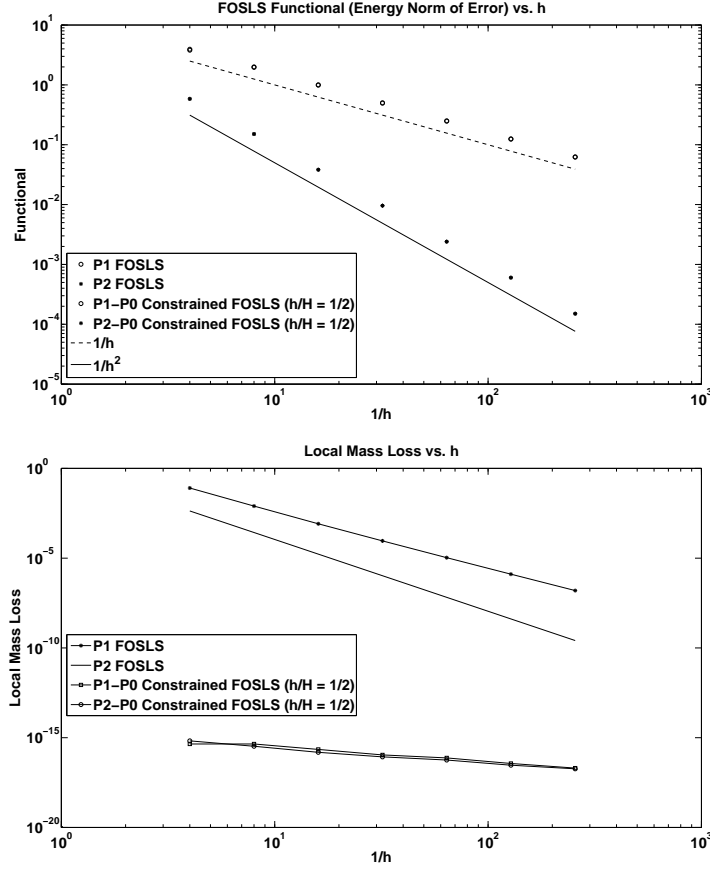 FOSLS Functional (Energy Norm of Error) vs. h
10^1
10^0
10^−1
10^−2
10^−3
10^−4
10^−5
Functional
P1 FOSLS
P2 FOSLS
P1−P0 Constrained FOSLS (h/H = 1/2)
P2−P0 Constrained FOSLS (h/H = 1/2)
1/h
1/h^2
10^0
10^1
10^2
10^3
1/h
Local Mass Loss vs. h
10^0
10^−5
10^−10
10^−15
10^−20
Local Mass Loss
P1 FOSLS
P2 FOSLS
P1−P0 Constrained FOSLS (h/H = 1/2)
P2−P0 Constrained FOSLS (h/H = 1/2)
10^0
10^1
10^2
10^3
1/h